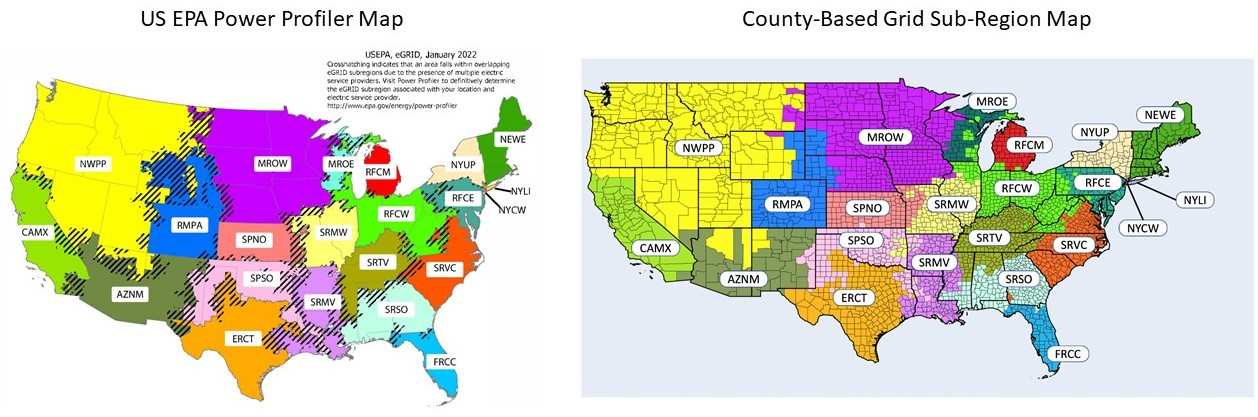 US EPA Power Profiler Map
County-Based Grid Sub-Region Map
USEPA, eGRID, January 2022
Crosshatching indicates that an area falls within overlapping
eGRID subregions due to the presence of multiple electric
service providers. Visit Power Profiler to definitively determine
the eGRID subregion associated with your location and
electric service provider.
http://www.epa.gov/energy/power-profiler
NEWE
NWPP
MROW
MROE
RFCM
NYUP
NYLI
RFCE
NYCW
RFCW
RMPA
CAMX
SRMW
SPNO
SRTV
SRVC
SPSO
AZNM
SRMV
SRSO
ERCT
FRCC
MROE
NEWE
NYUP
MROW
RFCM
NWPP
RFCE
RFCW
NYLI
RMPA
SRMW
SPNO
NYCW
SPSO
SRTV
CAMX
SRVC
SRMV
AZNM
SRSO
ERCT
FRCC